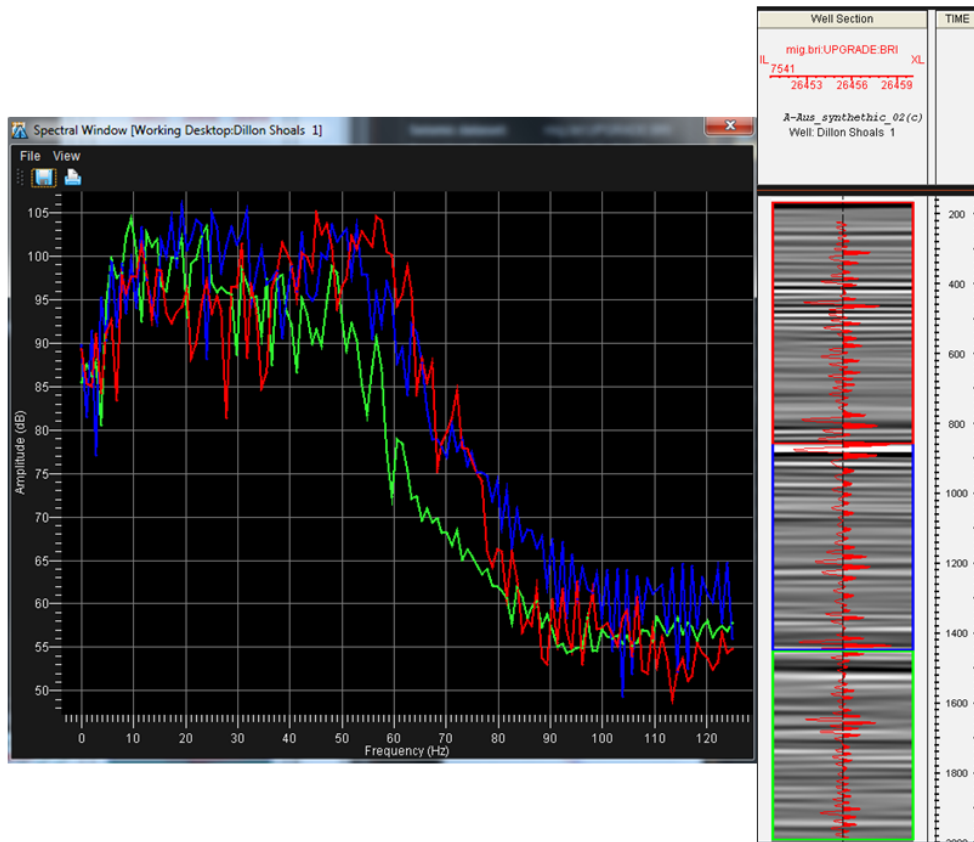 Spectral Window [Working Desktop:Dillon Shoals 1]
File View
105
100
95
90
85
80
75
70
65
60
55
50
Amplitude (dB)
0 10 20 30 40 50 60 70 80 90 100 110 120
Frequency (Hz)
Well Section
mig.bri:UPGRADE:BRI
IL XL
7541
26453 26456 26459
A-Aus_synthethic_02(c)
Well: Dillon Shoals 1
TIME
200
400
600
800
1000
1200
1400
1600
1800